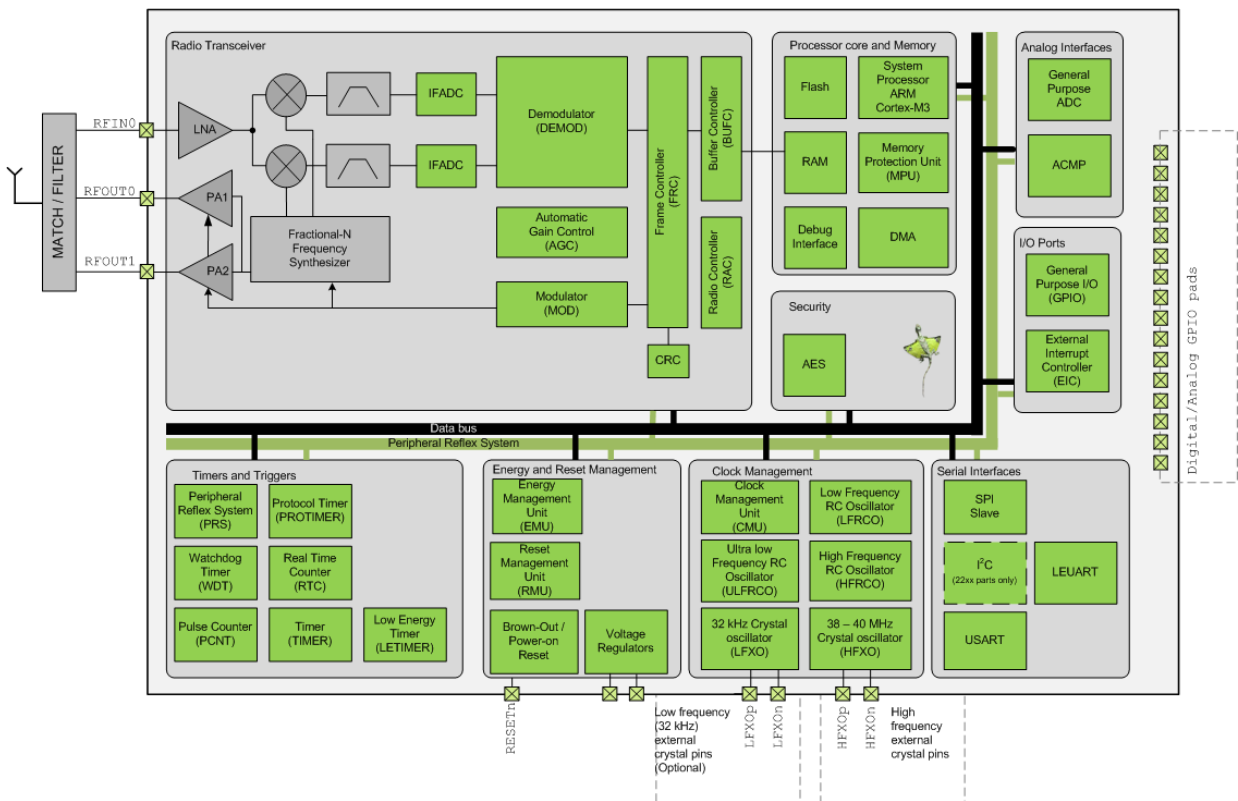 Radio Transceiver
LNA
IFADC
IFADC
Demodulator
(DEMOD)
PA1
PA2
Fractional-N
Frequency
Synthesizer
Automatic
Gain Control
(AGC)
Modulator
(MOD)
Frame Controller
(FRC)
CRC
Buffer Controller
(BUFC)
Radio Controller
(RAC)
MATCH / FILTER
RFIN0
RFOUT0
RFOUT1
Processor core and Memory
Flash
System
Processor
ARM
Cortex-M3
RAM
Memory
Protection Unit
(MPU)
Debug
Interface
DMA
Security
AES
Analog Interfaces
General
Purpose
ADC
ACMP
I/O Ports
General
Purpose I/O
(GPIO)
External
Interrupt
Controller
(EIC)
Digital/Analog GPIO pads
Data bus
Peripheral Reflex System
Timers and Triggers
Peripheral
Reflex System
(PRS)
Protocol Timer
(PROTIMER)
Watchdog
Timer
(WDT)
Real Time
Counter
(RTC)
Pulse Counter
(PCNT)
Timer
(TIMER)
Low Energy
Timer
(LETIMER)
Energy and Reset Management
Energy
Management
Unit
(EMU)
Reset
Management
Unit
(RMU)
Brown-Out /
Power-on
Reset
Voltage
Regulators
Clock Management
Clock
Management
Unit
(CMU)
Low Frequency
RC Oscillator
(LFRCO)
Ultra low
Frequency RC
Oscillator
(ULFRCO)
High Frequency
RC Oscillator
(HFRCO)
32 kHz Crystal
oscillator
(LFXO)
38 – 40 MHz
Crystal oscillator
(HFXO)
Serial Interfaces
SPI
Slave
I²C
(22xx parts only)
LEUART
USART
RESETn
Low frequency
(32 kHz)
external
crystal pins
(Optional)
LFXOp
LFXOn
HFXOp
HFXOn
High
frequency
external
crystal pins